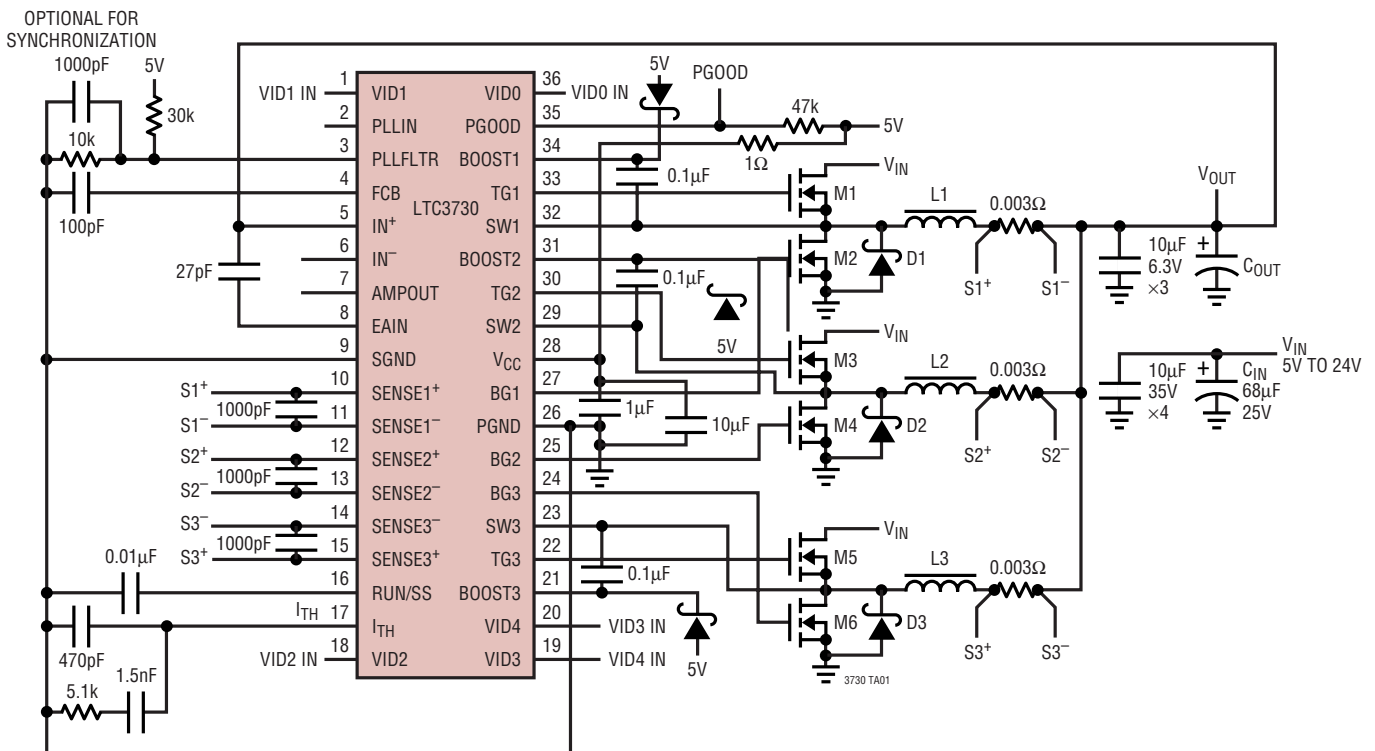 OPTIONAL FOR
SYNCHRONIZATION
1000pF
5V
30k
10k
100pF
27pF
VID1 IN
1
2
3
4
5
6
7
8
9
S1+
10
1000pF
S1–
11
S2+
12
1000pF
S2–
13
S3–
14
1000pF
S3+
15
0.01µF
16
ITH
17
470pF
VID2 IN
18
5.1k
1.5nF
LTC3730
VID1
PLLIN
PLLFLTR
FCB
IN+
IN–
AMPOUT
EAIN
SGND
SENSE1+
SENSE1–
SENSE2+
SENSE2–
SENSE3–
SENSE3+
RUN/SS
ITH
VID2
VID0
PGOOD
BOOST1
TG1
SW1
BOOST2
TG2
SW2
VCC
BG1
PGND
BG2
BG3
SW3
TG3
BOOST3
VID4
VID3
36
VID0 IN
35
34
33
32
31
30
29
28
27
26
25
24
23
22
21
20
VID3 IN
19
VID4 IN
5V
PGOOD
47k
5V
1Ω
0.1µF
0.1µF
5V
1µF
10µF
0.1µF
5V
VIN
M1
M2
D1
L1
0.003Ω
S1+
S1–
VIN
M3
M4
D2
L2
0.003Ω
S2+
S2–
VIN
M5
M6
D3
L3
0.003Ω
S3+
S3–
3730 TA01
VOUT
10µF
6.3V
×3
+
COUT
VIN
5V TO 24V
10µF
35V
×4
+
CIN
68µF
25V